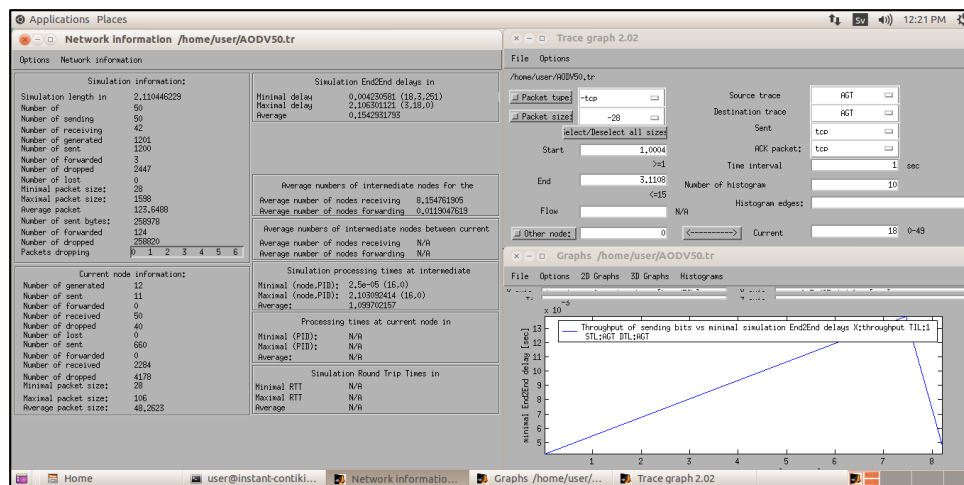 Applications Places
Sv
12:21 PM
Network information /home/user/AODV50.tr
Options Network information
Simulation information:
Simulation length in 2,110446229
Number of 50
Number of sending 50
Number of receiving 42
Number of generated 1201
Number of sent 1200
Number of forwarded 3
Number of dropped 2447
Number of lost 0
Minimal packet size: 28
Maximal packet size: 1598
Average packet 123,6488
Number of sent bytes: 258978
Number of forwarded 124
Number of dropped 258820
Packets dropping 0 1 2 3 4 5 6
Current node information:
Number of generated 12
Number of sent 11
Number of forwarded 0
Number of received 50
Number of dropped 40
Number of lost 0
Number of sent 660
Number of forwarded 0
Number of received 2284
Number of dropped 4178
Minimal packet size: 28
Maximal packet size: 106
Average packet size: 48,2623
Simulation End2End delays in
Minimal delay 0,004230581 (18,3,251)
Maximal delay 2,106301121 (3,18,0)
Average 0,1542931793
Average numbers of intermediate nodes for the
Average number of nodes receiving 8,154761905
Average number of nodes forwarding 0,0119047619
Average numbers of intermediate nodes between current
Average number of nodes receiving N/A
Average number of nodes forwarding N/A
Simulation processing times at intermediate
Minimal (node,PID): 2,5e-05 (16,0)
Maximal (node,PID): 2,103092414 (16,0)
Average: 1,099702157
Processing times at current node in
Minimal (PID): N/A
Maximal (PID): N/A
Average: N/A
Simulation Round Trip Times in
Minimal RTT N/A
Maximal RTT N/A
Average N/A
Trace graph 2.02
File Options
/home/user/AODV50.tr
Packet type: -tcp
Packet size: -28
elect/Deselect all sizes
Start 1,0004
>=1
End 3,1108
<=15
Flow N/A
Other node: 0 <----------> Current 18 0-49
Source trace AGT
Destination trace AGT
Sent tcp
ACK packet: tcp
Time interval 1 sec
Number of histogram 10
Histogram edges:
Graphs /home/user/AODV50.tr
File Options 2D Graphs 3D Graphs Histograms
minimal End2End delay [sec]
13
12
11
10
9
8
7
6
5
Throughput of sending bits vs minimal simulation End2End delays X:throughput TIL:1
STL:AGT DTL:AGT
1 2 3 4 5 6 7 8
Home
user@instant-contiki...
Network informatio...
Graphs /home/user/...
Trace graph 2.02